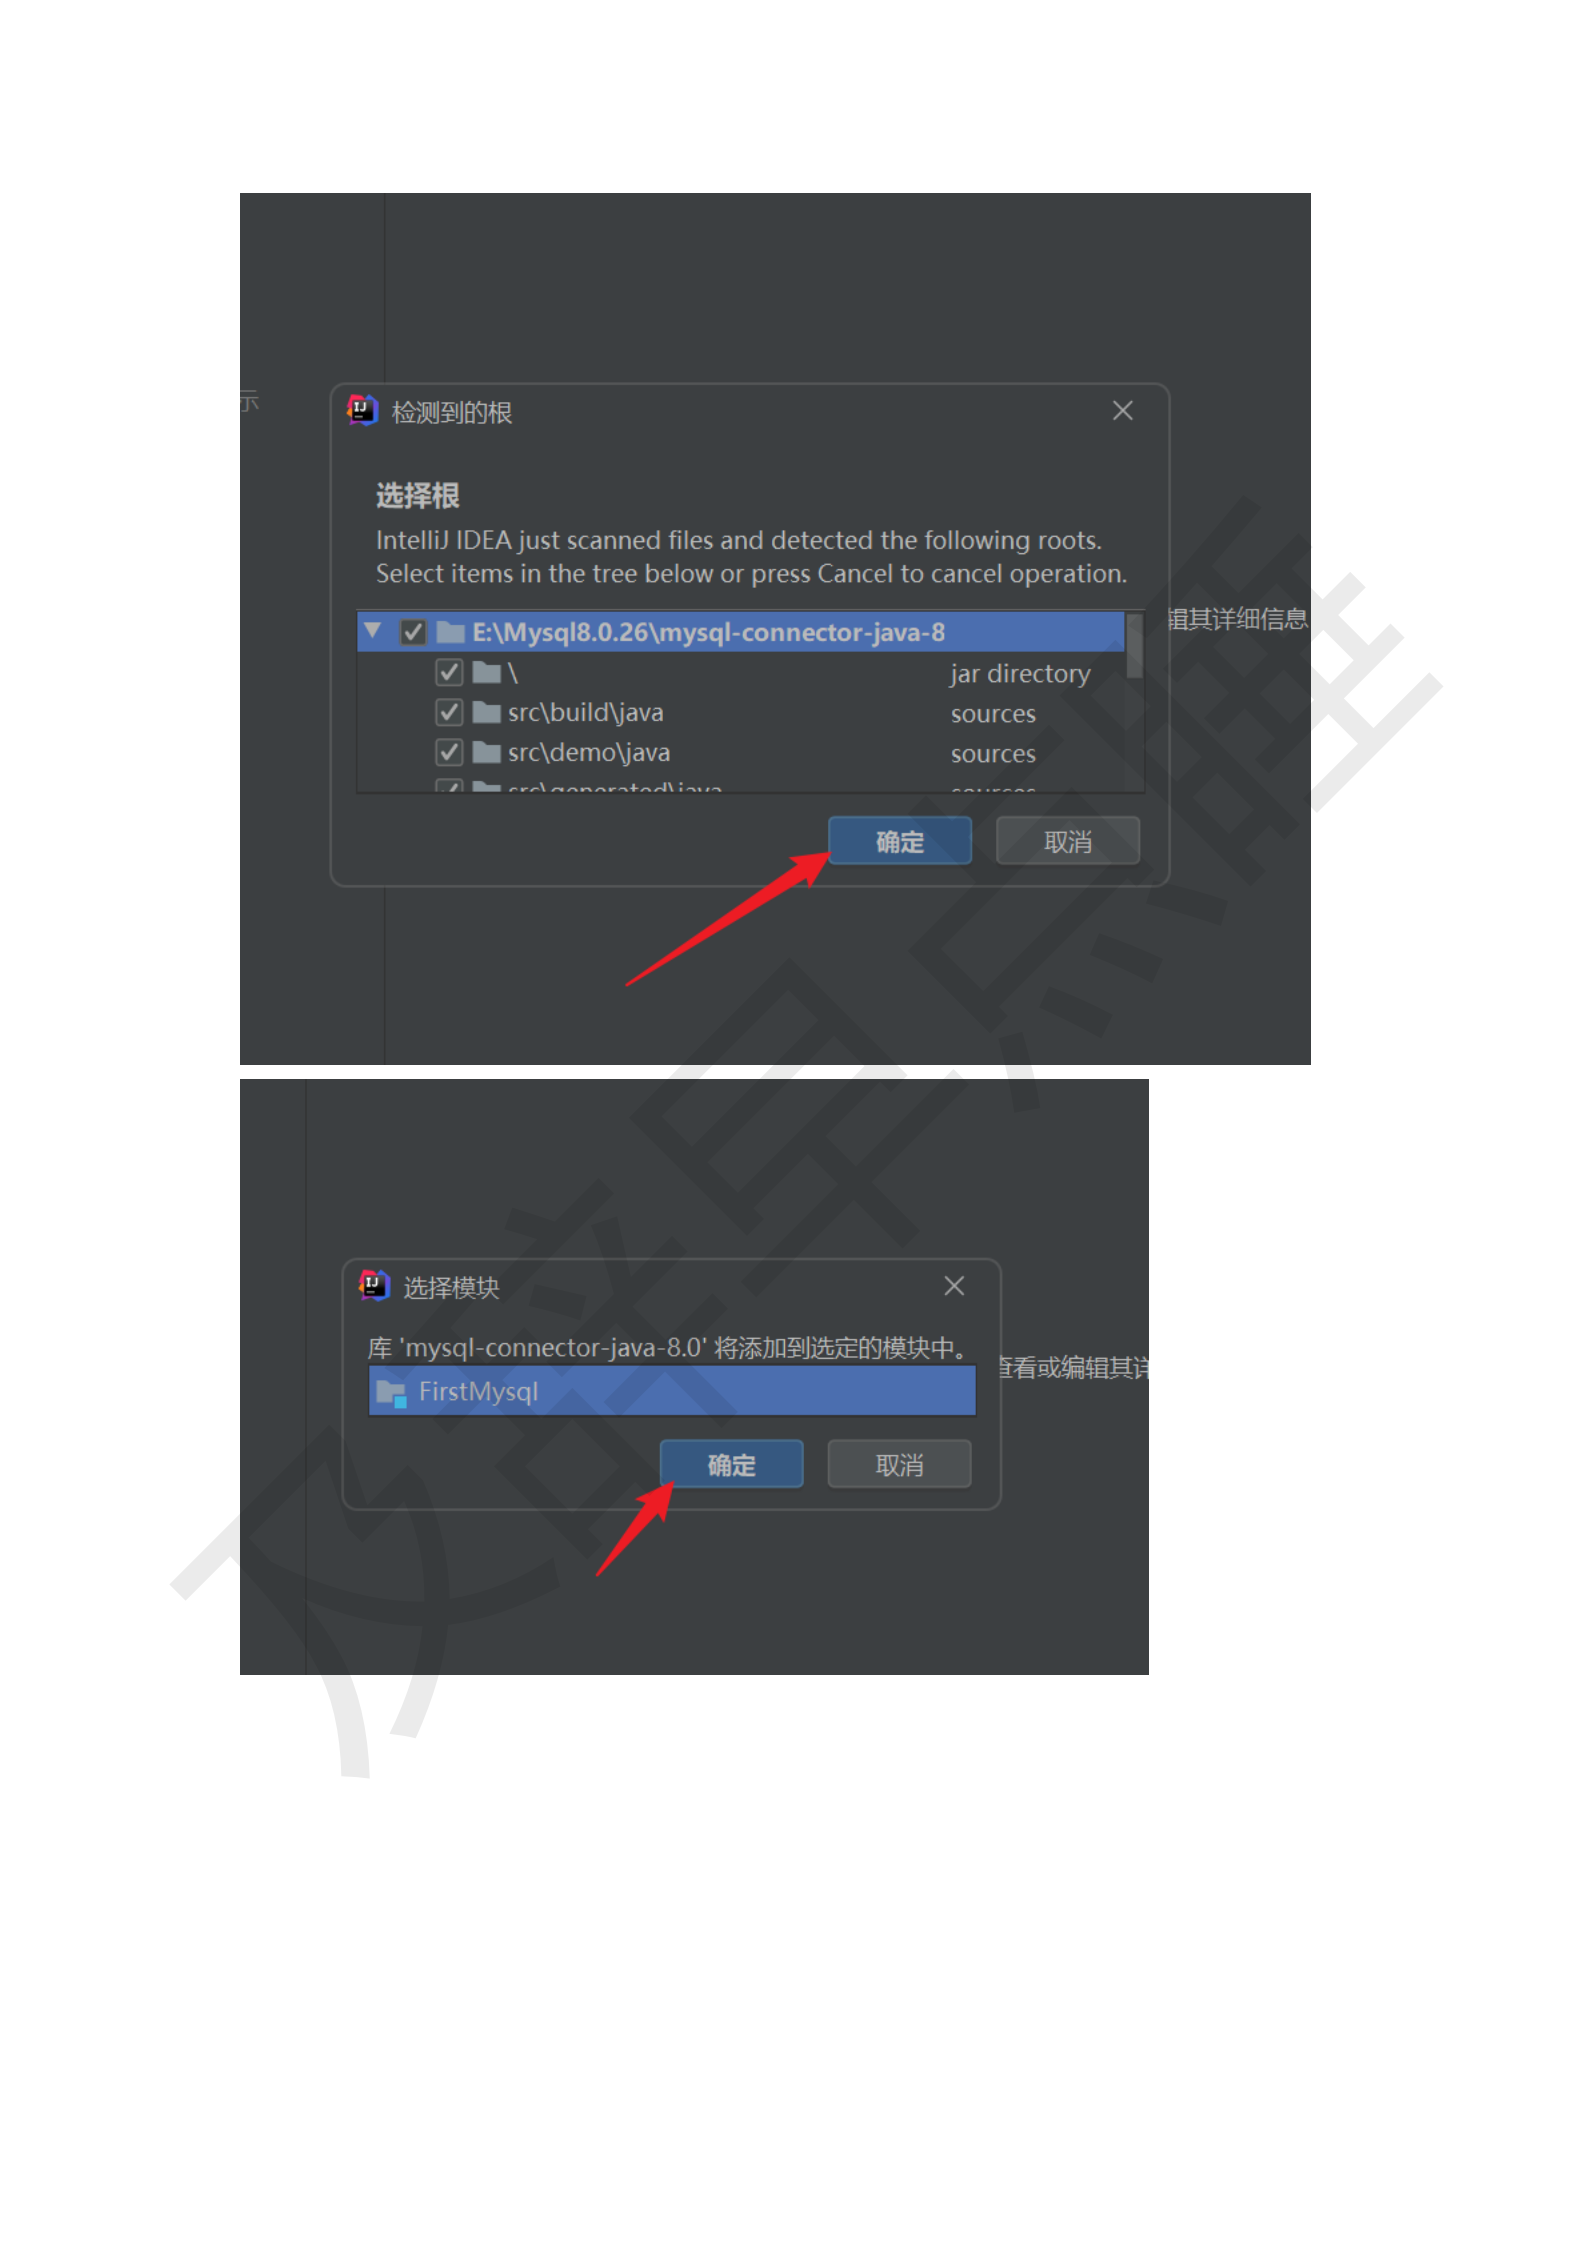 示
检测到的根
选择根
IntelliJ IDEA just scanned files and detected the following roots.
Select items in the tree below or press Cancel to cancel operation.
辑其详细信息
E:\Mysql8.0.26\mysql-connector-java-8
\ jar directory
src\build\java sources
src\demo\java sources
src\generated\java sources
确定 取消
选择模块
库 'mysql-connector-java-8.0' 将添加到选定的模块中。
查看或编辑其详
FirstMysql
确定 取消